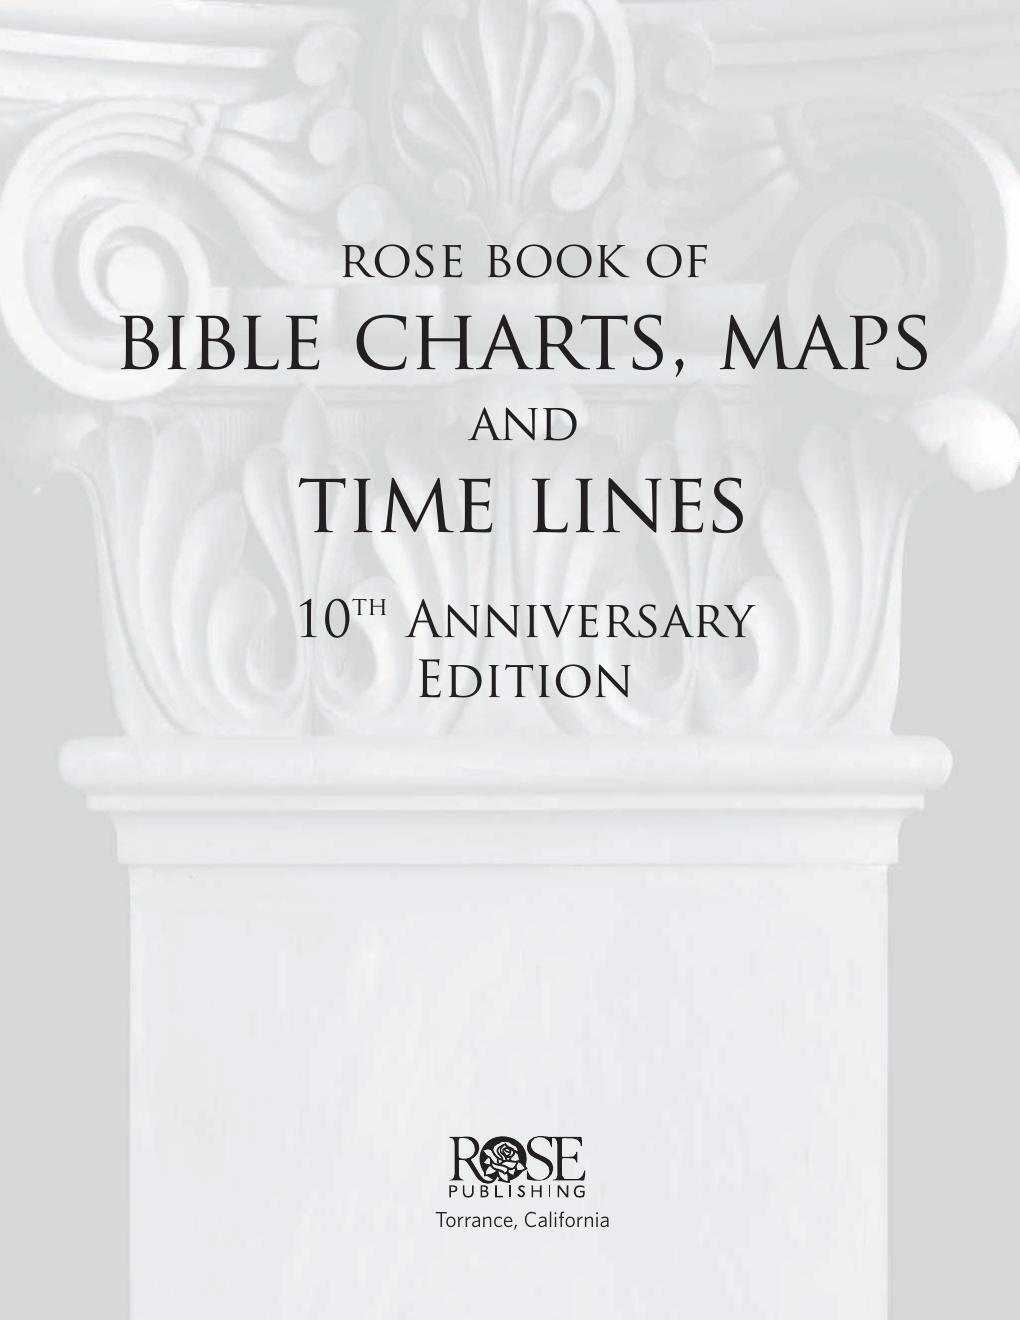 ROSE BOOK OF
BIBLE CHARTS, MAPS
AND
TIME LINES
10TH ANNIVERSARY
EDITION
ROSE
PUBLISHING
Torrance, California